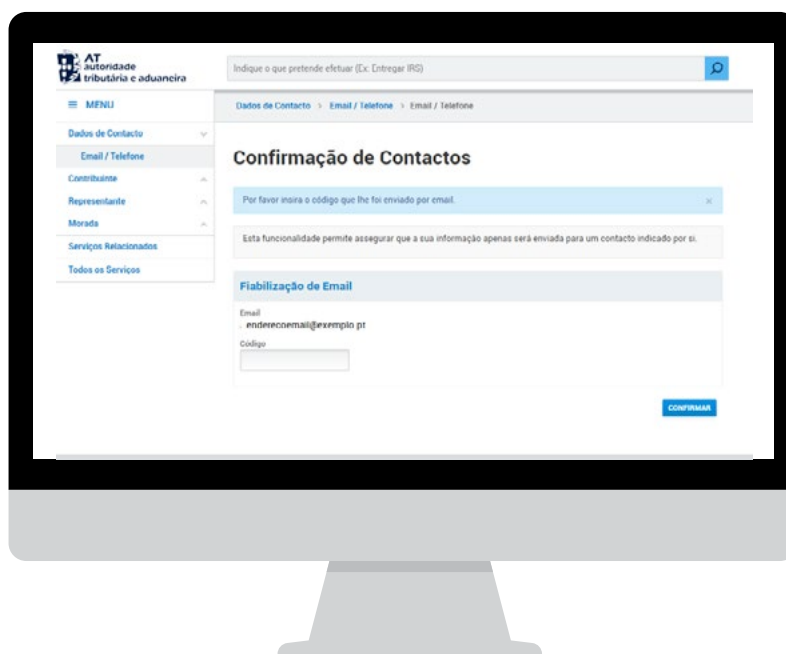 AT
autoridade
tributária e aduaneira
Indique o que pretende efetuar (Ex: Entregar IRS)
MENU
Dados de Contacto > Email / Telefone > Email / Telefone
Dados de Contacto
Email / Telefone
Contribuinte
Representante
Morada
Serviços Relacionados
Todos os Serviços
Confirmação de Contactos
Por favor insira o código que lhe foi enviado por email.
Esta funcionalidade permite assegurar que a sua informação apenas será enviada para um contacto indicado por si.
Fiabilização de Email
Email
enderecoemail@exemplo.pt
Código
CONFIRMAR